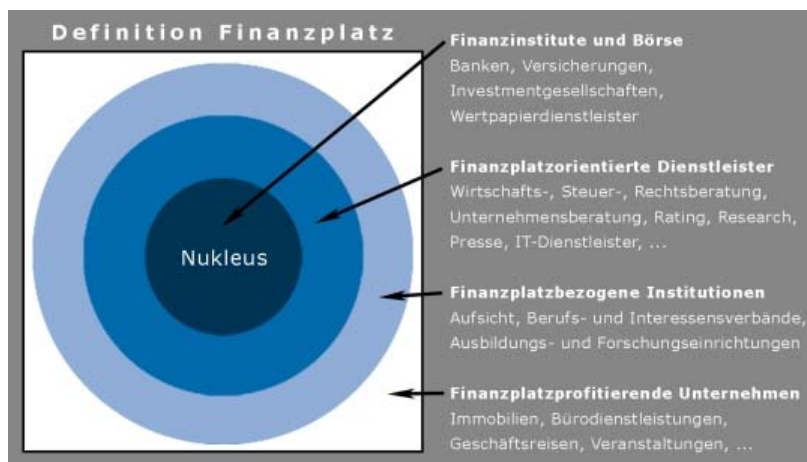 Definition Finanzplatz
Nukleus
Finanzinstitute und Börse
Banken, Versicherungen,
Investmentgesellschaften,
Wertpapierdienstleister
Finanzplatzorientierte Dienstleister
Wirtschafts-, Steuer-, Rechtsberatung,
Unternehmensberatung, Rating, Research,
Presse, IT-Dienstleister, ...
Finanzplatzbezogene Institutionen
Aufsicht, Berufs- und Interessensverbände,
Ausbildungs- und Forschungseinrichtungen
Finanzplatzprofitierende Unternehmen
Immobilien, Bürodienstleistungen,
Geschäftsreisen, Veranstaltungen, ...